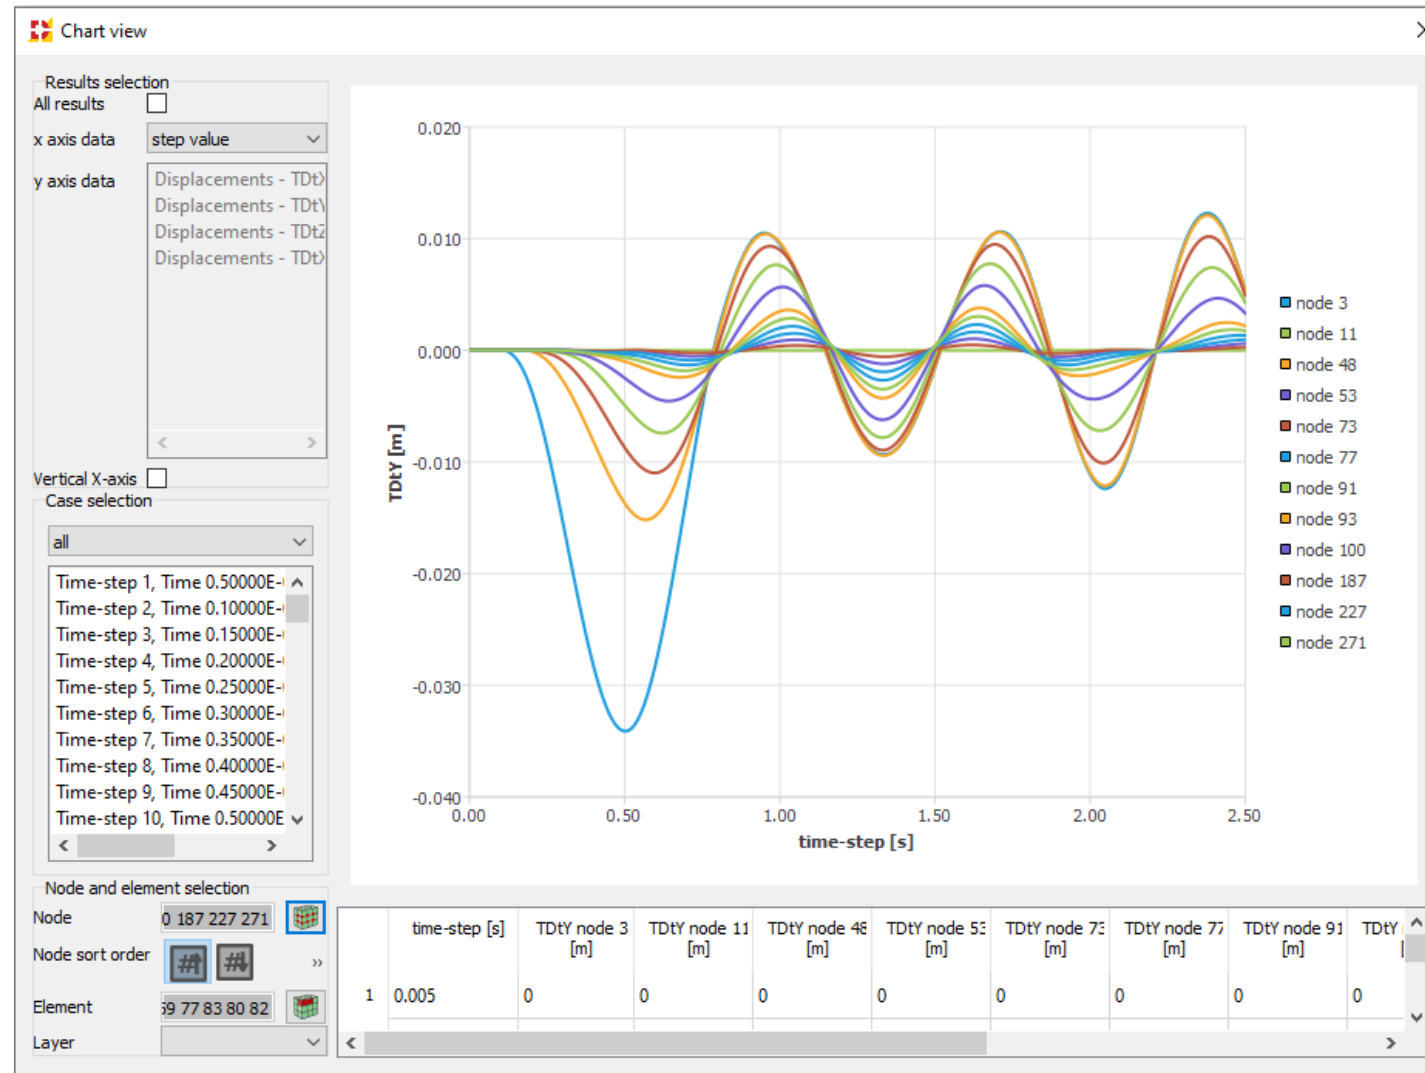 Chart view
Results selection
All results
x axis data
step value
y axis data
Displacements - TDtX
Displacements - TDtY
Displacements - TDtZ
Displacements - TDtX
Vertical X-axis
Case selection
all
Time-step 1, Time 0.50000E-
Time-step 2, Time 0.10000E-
Time-step 3, Time 0.15000E-
Time-step 4, Time 0.20000E-
Time-step 5, Time 0.25000E-
Time-step 6, Time 0.30000E-
Time-step 7, Time 0.35000E-
Time-step 8, Time 0.40000E-
Time-step 9, Time 0.45000E-
Time-step 10, Time 0.50000E
Node and element selection
Node
0 187 227 271
Node sort order
#
#
»
Element
59 77 83 80 82
Layer
0.020
0.010
0.000
-0.010
-0.020
-0.030
-0.040
TDtY [m]
0.00 0.50 1.00 1.50 2.00 2.50
time-step [s]
node 3
node 11
node 48
node 53
node 73
node 77
node 91
node 93
node 100
node 187
node 227
node 271
time-step [s] TDtY node 3 TDtY node 11 TDtY node 48 TDtY node 53 TDtY node 73 TDtY node 77 TDtY node 91 TDtY
[m] [m] [m] [m] [m] [m] [m] [
1 0.005 0 0 0 0 0 0 0 0